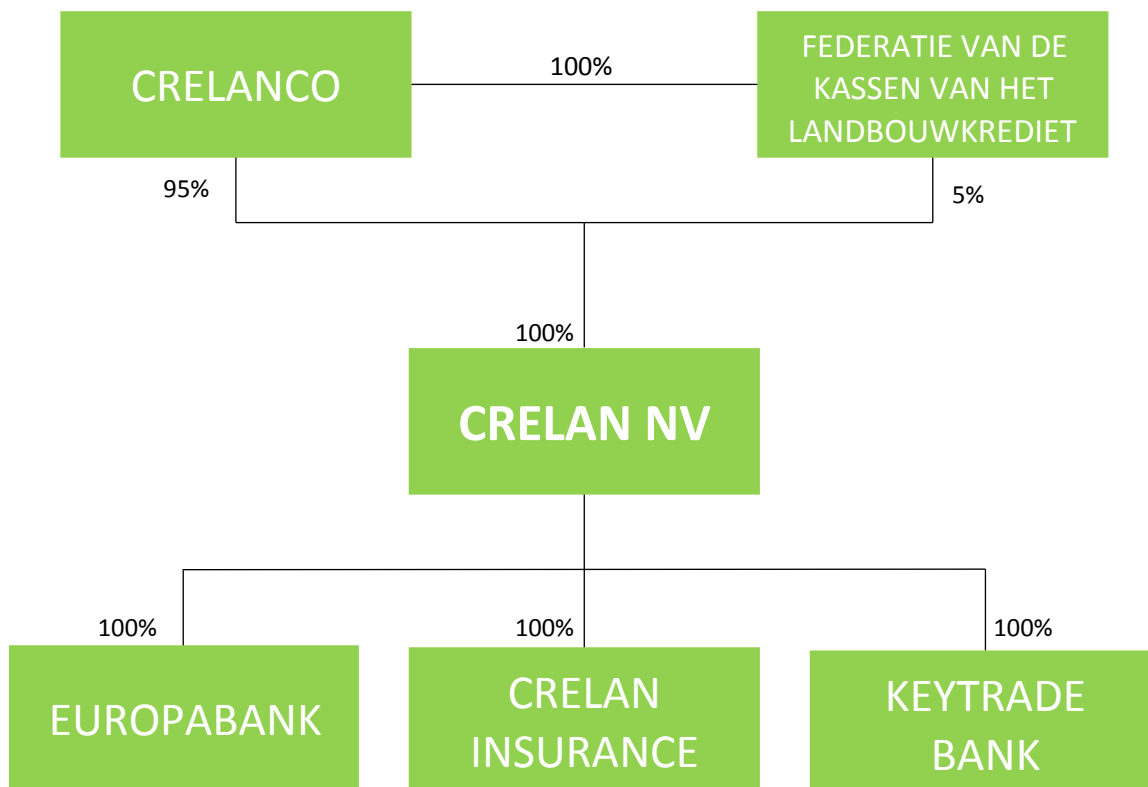 CRELANCO
100%
FEDERATIE VAN DE
KASSEN VAN HET
LANDBOUWKREDIET
95%
5%
100%
CRELAN NV
100%
100%
100%
EUROPABANK
CRELAN
INSURANCE
KEYTRADE
BANK